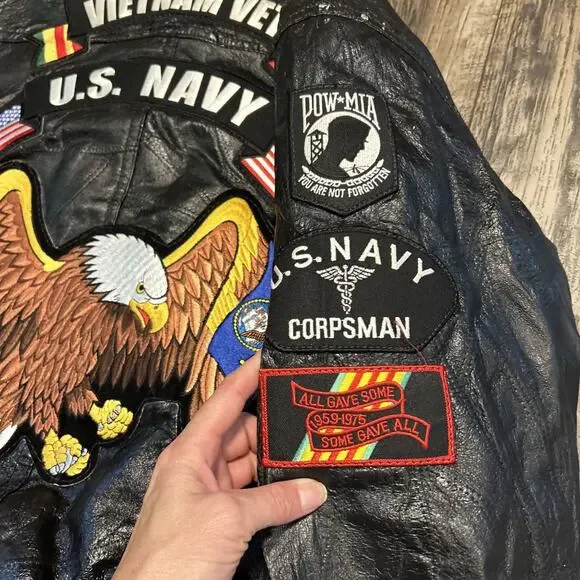 VIETNAM VET
U.S. NAVY
POW★MIA
YOU ARE NOT FORGOTTEN
U.S. NAVY
CORPSMAN
ALL GAVE SOME
1959-1975
SOME GAVE ALL